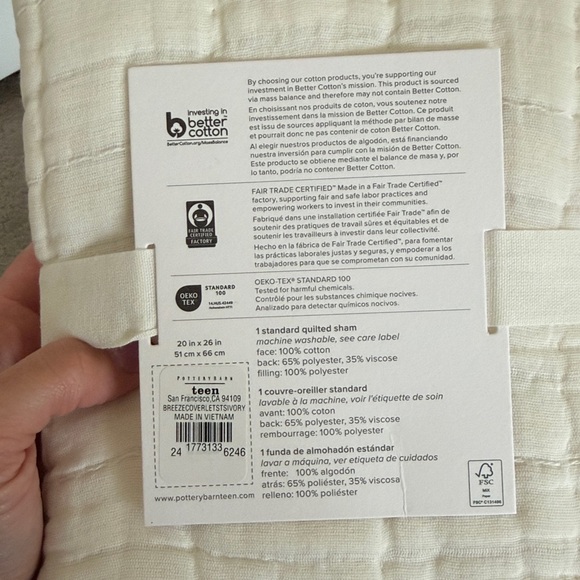 investing in
better
cotton
BetterCotton.org/MassBalance
By choosing our cotton products, you're supporting our
investment in Better Cotton's mission. This product is sourced
via mass balance and therefore may not contain Better Cotton.
En choisissant nos produits de coton, vous soutenez notre
investissement dans la mission de Better Cotton. Ce produit
est issu de sources appliquant la méthode par bilan de masse
et pourrait donc ne pas contenir de coton Better Cotton.
Al elegir nuestros productos de algodón, está financiando
nuestra inversión para cumplir con la misión de Better Cotton.
Este producto se obtiene mediante el balance de masa y, por
lo tanto, podría no contener Better Cotton.
FAIR TRADE
CERTIFIED
FACTORY
FAIR TRADE CERTIFIED™ Made in a Fair Trade Certified™
factory, supporting fair and safe labor practices and
empowering workers to invest in their communities.
Fabriqué dans une installation certifiée Fair Trade™ afin de
soutenir des pratiques de travail sûres et équitables et de
soutenir les travailleurs à investir dans leur collectivité.
Hecho en la fábrica de Fair Trade Certified™, para fomentar
las prácticas laborales justas y seguras, y empoderar a los
trabajadores para que se comprometan con su comunidad.
OEKO
TEX
STANDARD
100
OEKO-TEX® STANDARD 100
Tested for harmful chemicals.
Contrôlé pour les substances chimique nocives.
Analizado para detectar químicos nocivos.
20 in x 26 in
51 cm x 66 cm
1 standard quilted sham
machine washable, see care label
face: 100% cotton
back: 65% polyester, 35% viscose
filling: 100% polyester
1 couvre-oreiller standard
lavable à la machine, voir l'étiquette de soin
avant: 100% coton
back: 65% polyester, 35% viscose
rembourrage: 100% polyester
1 funda de almohadón estándar
lavar a máquina, ver etiqueta de cuidados
frente: 100% algodón
atrás: 65% poliéster, 35% viscosa
relleno: 100% poliéster
POTTERY BARN
teen
San Francisco,CA 94109
BREEZECOVERLETSTSIVORY
MADE IN VIETNAM
24 1773133 6246
www.potterybarnteen.com
FSC
MIX
Paper